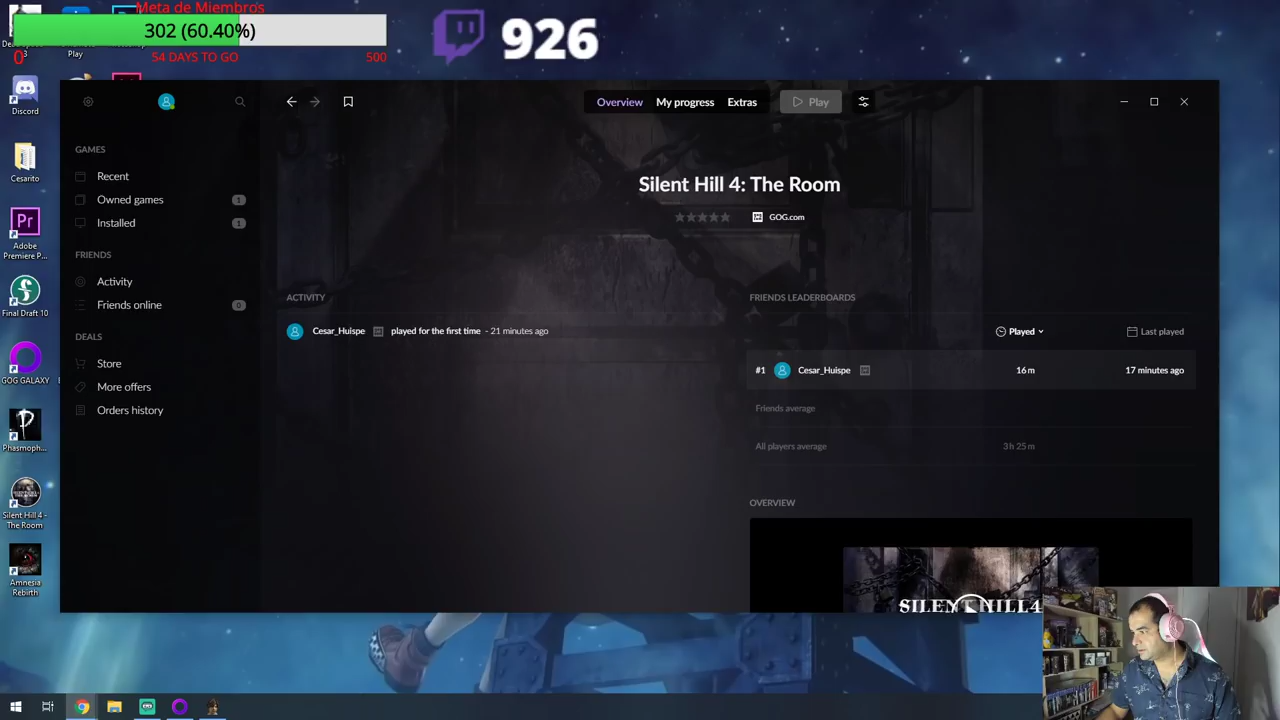 Meta de Miembros
302 (60.40%)
0
54 DAYS TO GO
500
926
Play
3
Discord
Cesarito
Adobe
Premiere P...
Final Draft 10
GOG GALAXY
Phasmoph...
Silent Hill 4 -
The Room
Amnesia
Rebirth
Overview
My progress
Extras
Play
GAMES
Recent
Owned games 1
Installed 1
FRIENDS
Activity
Friends online 0
DEALS
Store
More offers
Orders history
Silent Hill 4: The Room
GOG.com
ACTIVITY
Cesar_Huispe played for the first time - 21 minutes ago
FRIENDS LEADERBOARDS
Played
Last played
#1 Cesar_Huispe 16 m 17 minutes ago
Friends average
All players average 3 h 25 m
OVERVIEW
SILENT HILL 4